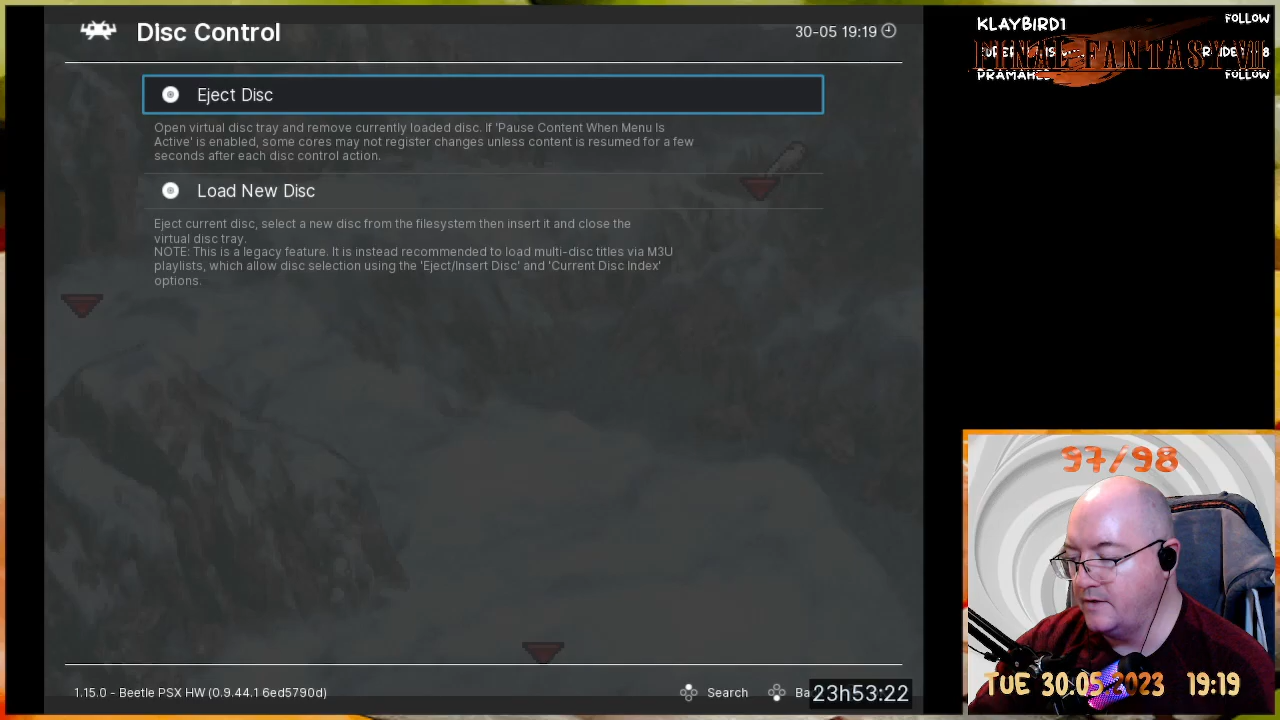 Disc Control
30-05 19:19
Eject Disc
Open virtual disc tray and remove currently loaded disc. If 'Pause Content When Menu Is
Active' is enabled, some cores may not register changes unless content is resumed for a few
seconds after each disc control action.
Load New Disc
Eject current disc, select a new disc from the filesystem then insert it and close the
virtual disc tray.
NOTE: This is a legacy feature. It is instead recommended to load multi-disc titles via M3U
playlists, which allow disc selection using the 'Eject/Insert Disc' and 'Current Disc Index'
options.
1.15.0 - Beetle PSX HW (0.9.44.1 6ed5790d)
Search
23h53:22
KLAYBIRD1
FOLLOW
FINAL FANTASY VII
FOLLOW
97/98
TUE 30.05.2023 19:19